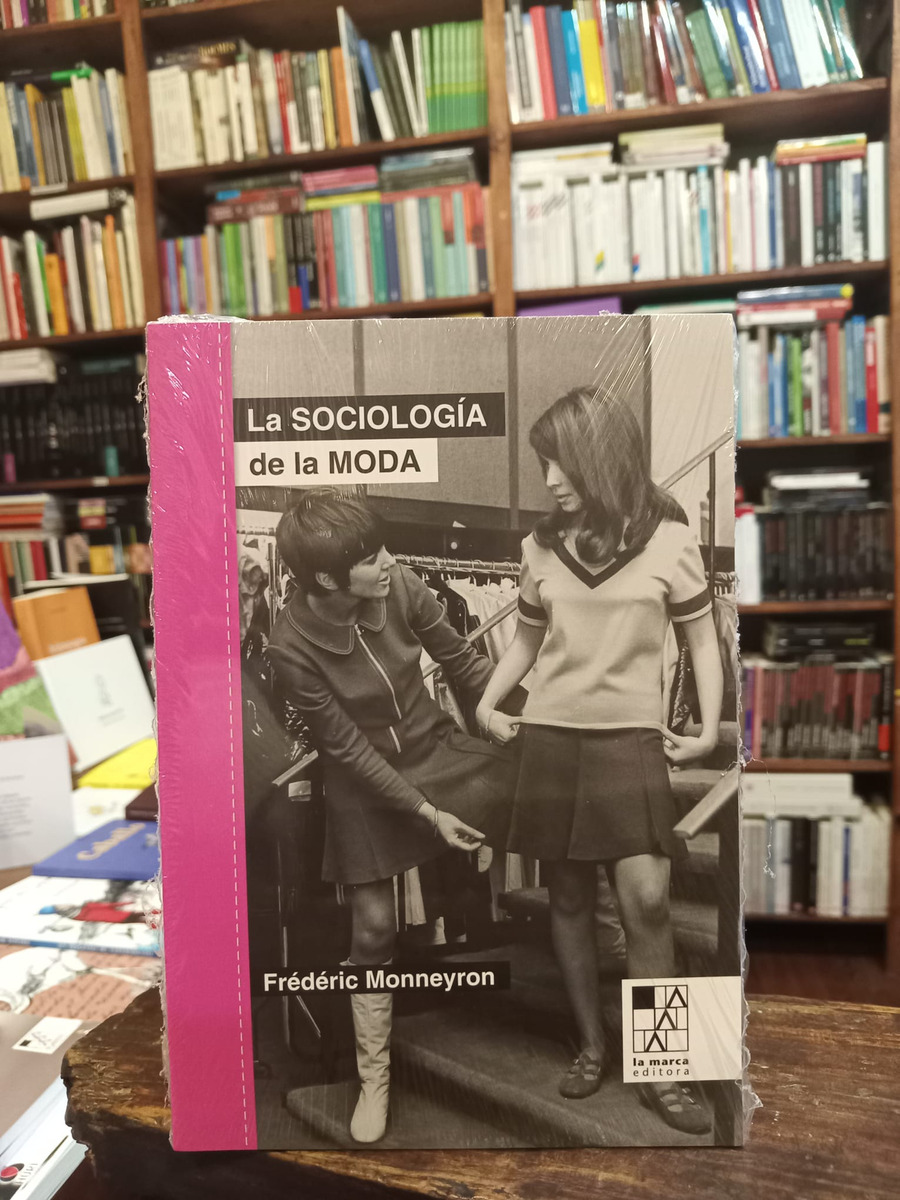 La SOCIOLOGÍA
de la MODA
Frédéric Monneyron
la marca
editora